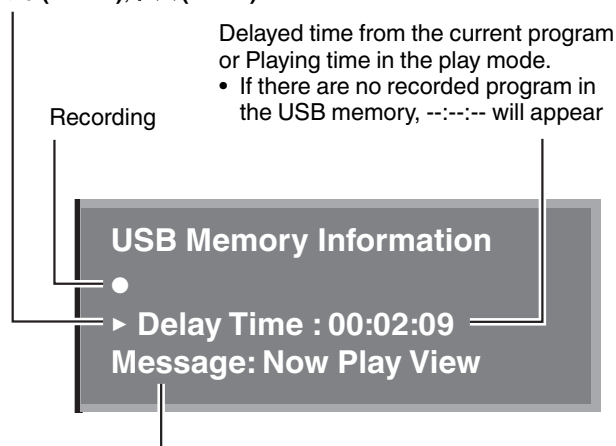 Delayed time from the current program
or Playing time in the play mode.
• If there are no recorded program in
the USB memory, --:--:-- will appear
Recording
USB Memory Information
●
► Delay Time : 00:02:09
Message: Now Play View